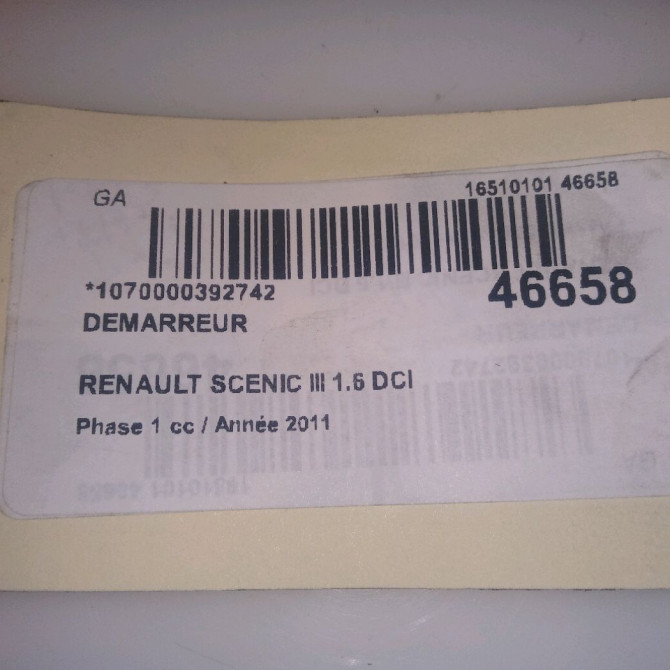 GA
16510101 46658
*1070000392742
46658
DEMARREUR
RENAULT SCENIC III 1.6 DCI
Phase 1 cc / Année 2011